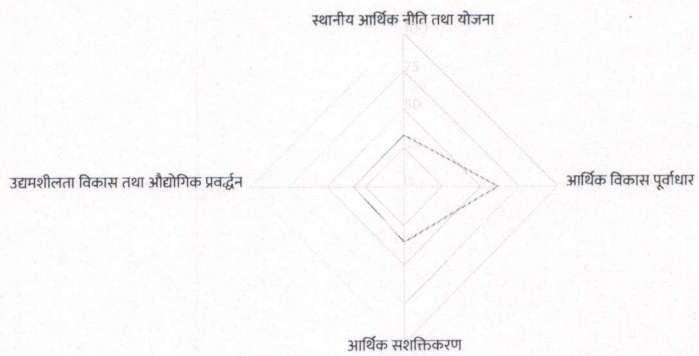 स्थानीय आर्थिक नीति तथा योजना
100
75
50
उद्यमशीलता विकास तथा औद्योगिक प्रवर्द्धन
आर्थिक विकास पूर्वाधार
आर्थिक सशक्तिकरण